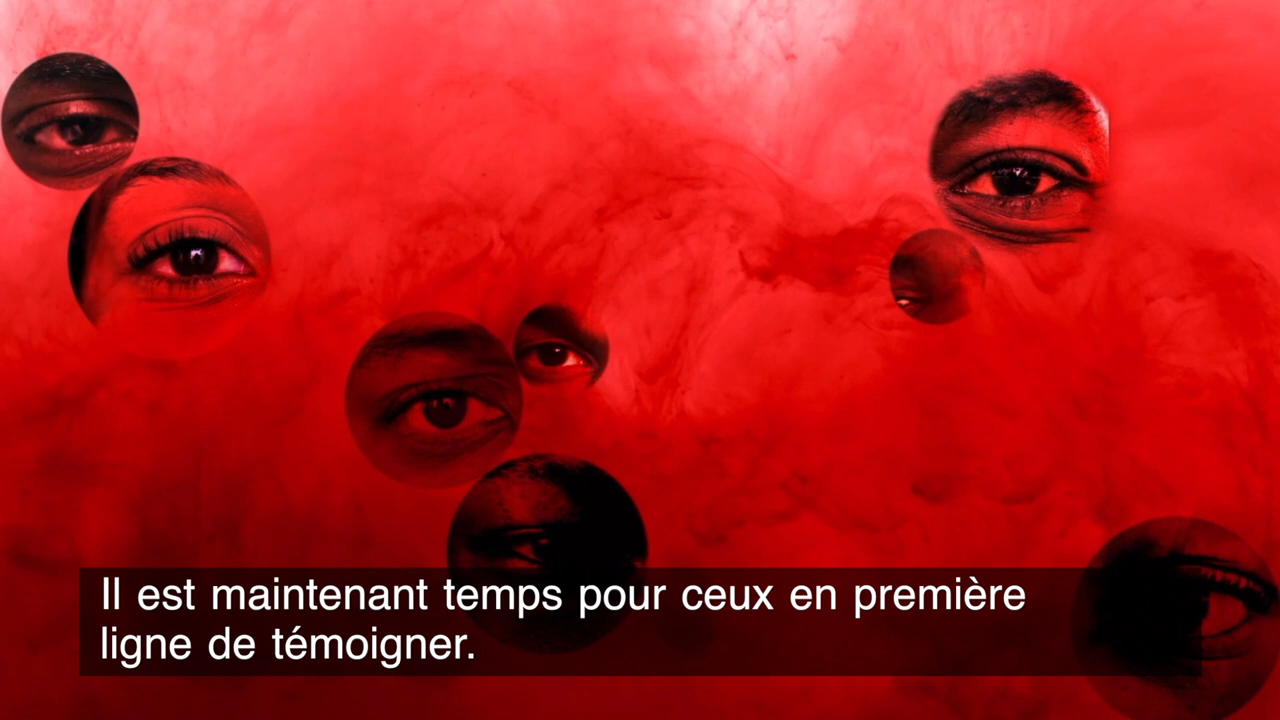 Il est maintenant temps pour ceux en première
ligne de témoigner.